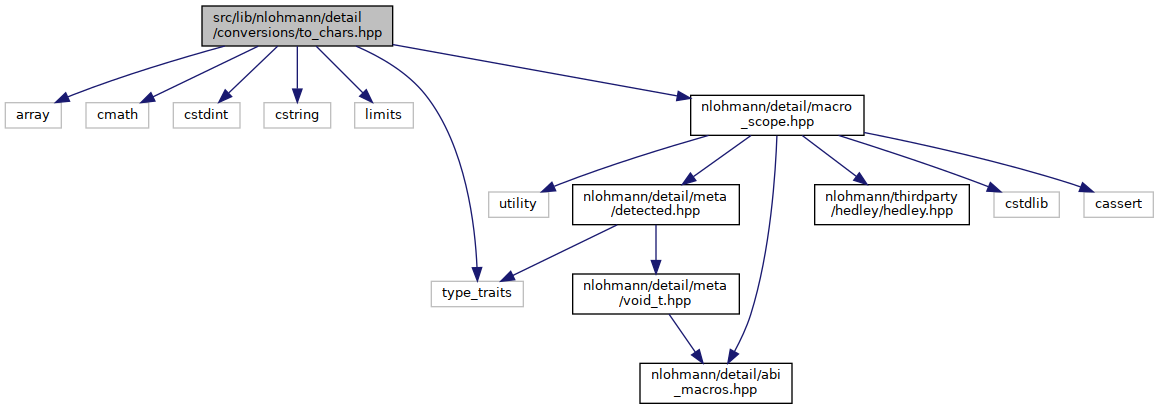 src/lib/nlohmann/detail
/conversions/to_chars.hpp
array
cmath
cstdint
cstring
limits
nlohmann/detail/macro
_scope.hpp
utility
nlohmann/detail/meta
/detected.hpp
nlohmann/thirdparty
/hedley/hedley.hpp
cstdlib
cassert
type_traits
nlohmann/detail/meta
/void_t.hpp
nlohmann/detail/abi
_macros.hpp